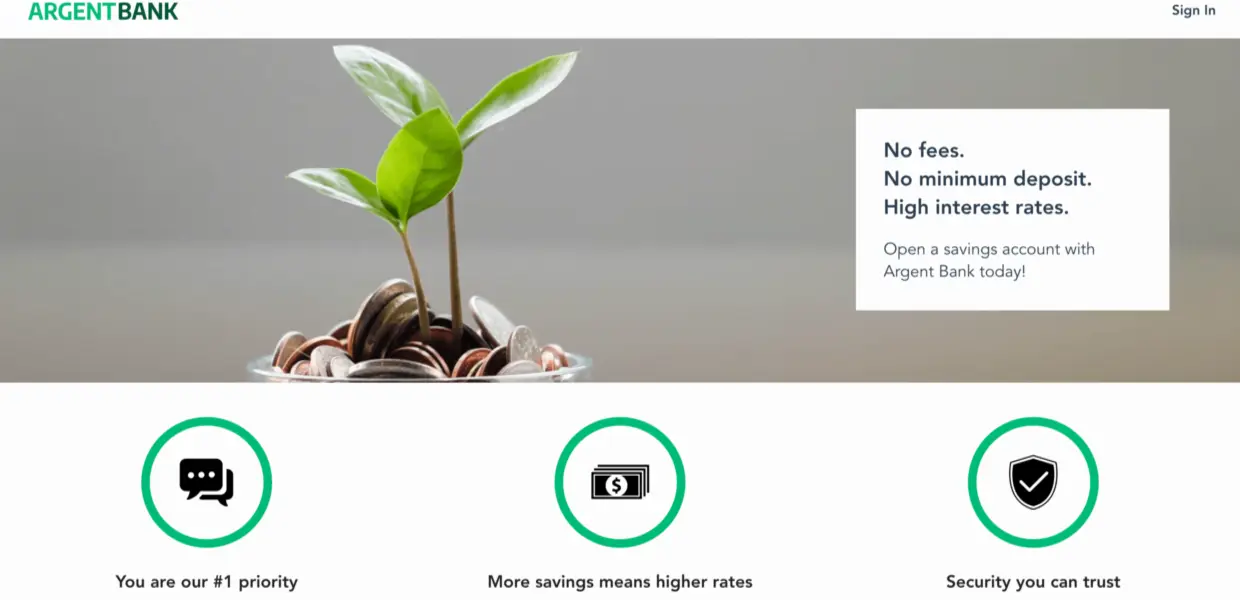 ARGENTBANK
Sign In
No fees.
No minimum deposit.
High interest rates.
Open a savings account with
Argent Bank today!
$
You are our #1 priority
More savings means higher rates
Security you can trust